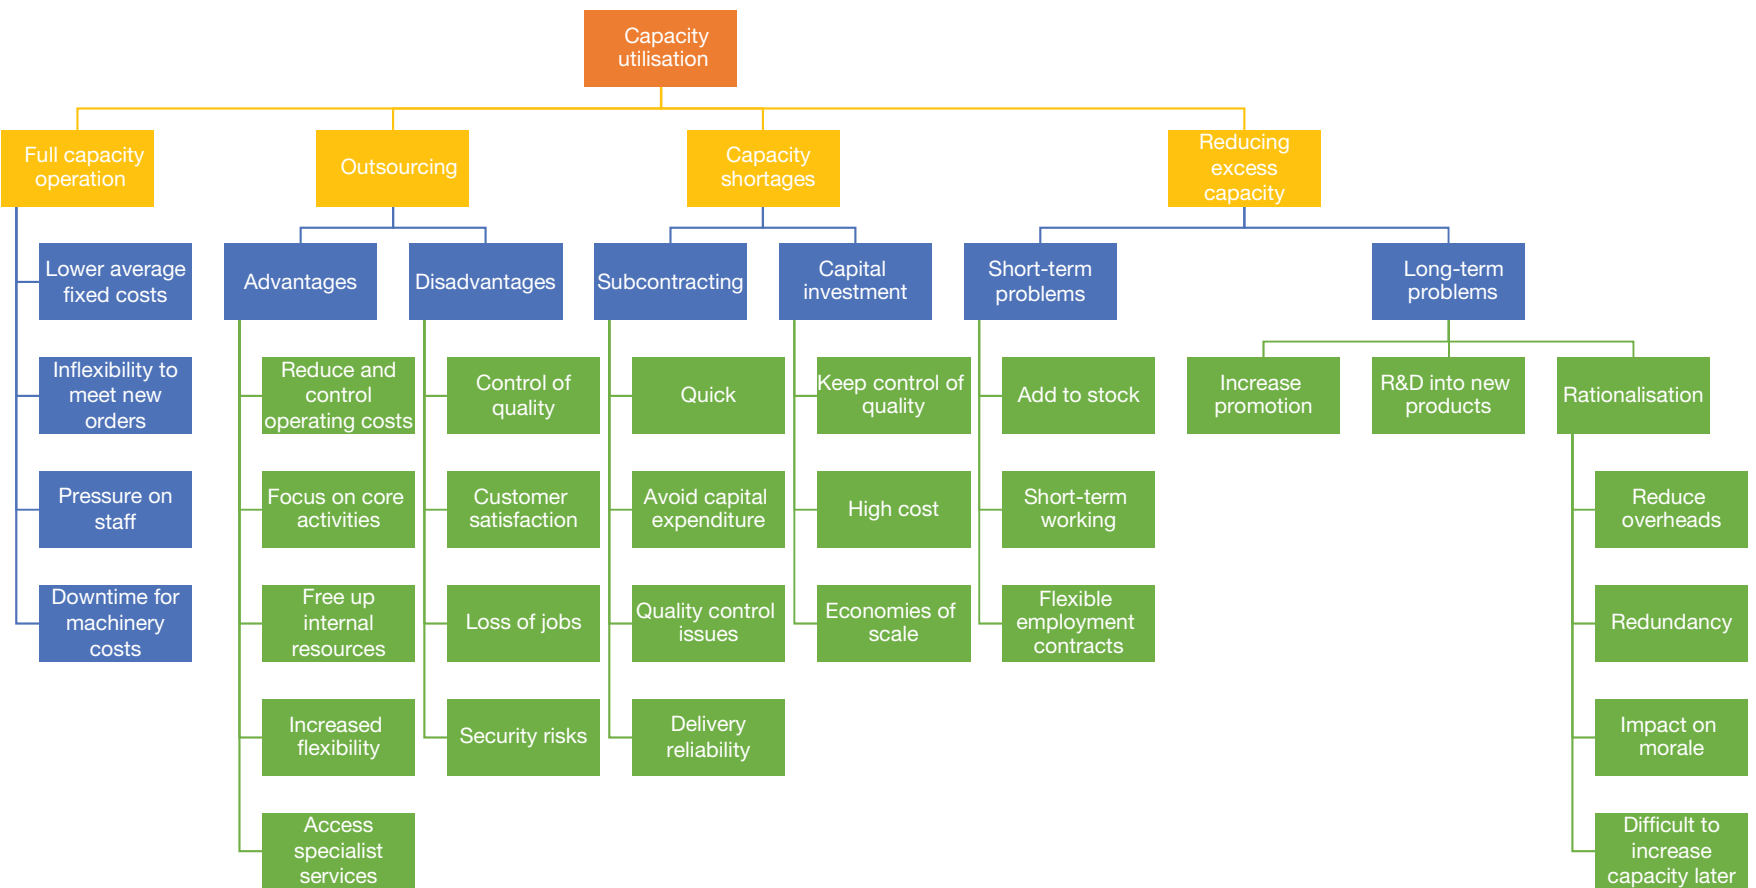 Capacity
utilisation
Full capacity
operation
Outsourcing
Capacity
shortages
Reducing
excess
capacity
Lower average
fixed costs
Advantages
Disadvantages
Subcontracting
Capital
investment
Short-term
problems
Long-term
problems
Inflexibility to
meet new
orders
Reduce and
control
operating costs
Control of
quality
Quick
Keep control of
quality
Add to stock
Increase
promotion
R&D into new
products
Rationalisation
Pressure on
staff
Focus on core
activities
Customer
satisfaction
Avoid capital
expenditure
High cost
Short-term
working
Reduce
overheads
Downtime for
machinery
costs
Free up
internal
resources
Loss of jobs
Quality control
issues
Economies of
scale
Flexible
employment
contracts
Redundancy
Increased
flexibility
Security risks
Delivery
reliability
Impact on
morale
Access
specialist
services
Difficult to
increase
capacity later